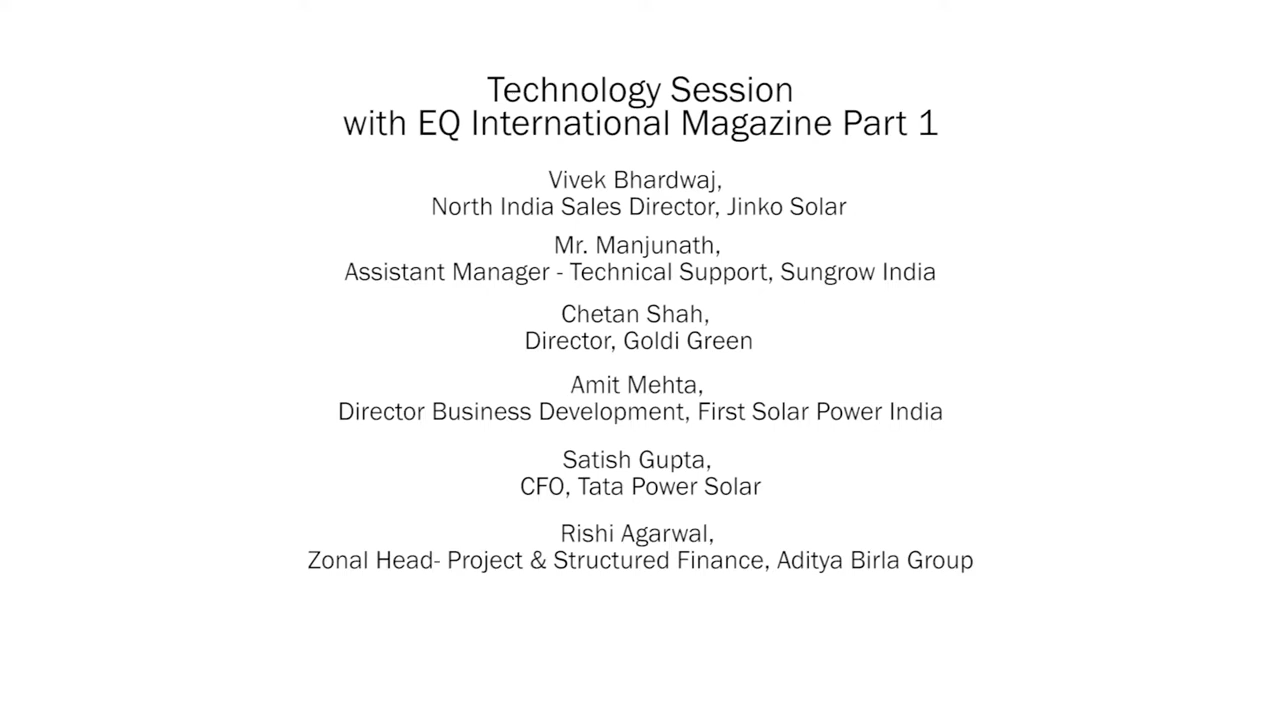 Technology Session
with EQ International Magazine Part 1
Vivek Bhardwaj,
North India Sales Director, Jinko Solar
Mr. Manjunath,
Assistant Manager - Technical Support, Sungrow India
Chetan Shah,
Director, Goldi Green
Amit Mehta,
Director Business Development, First Solar Power India
Satish Gupta,
CFO, Tata Power Solar
Rishi Agarwal,
Zonal Head- Project & Structured Finance, Aditya Birla Group